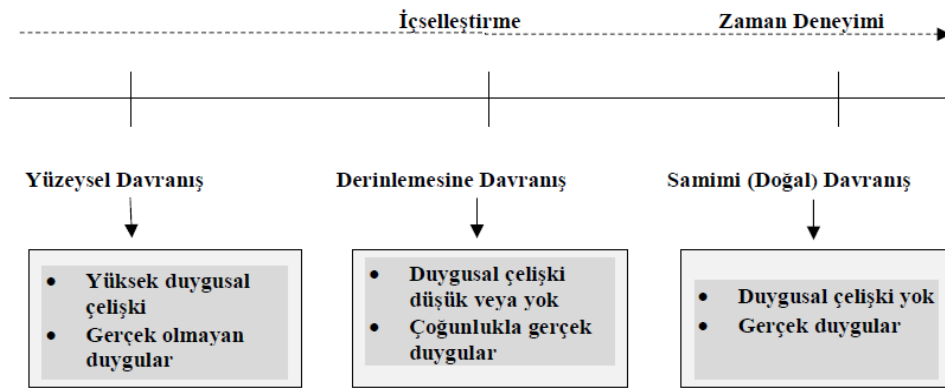 İçselleştirme Zaman Deneyimi
Yüzeysel Davranış Derinlemesine Davranış Samimi (Doğal) Davranış
• Yüksek duygusal
çelişki
• Gerçek olmayan
duygular
• Duygusal çelişki
düşük veya yok
• Çoğunlukla gerçek
duygular
• Duygusal çelişki yok
• Gerçek duygular